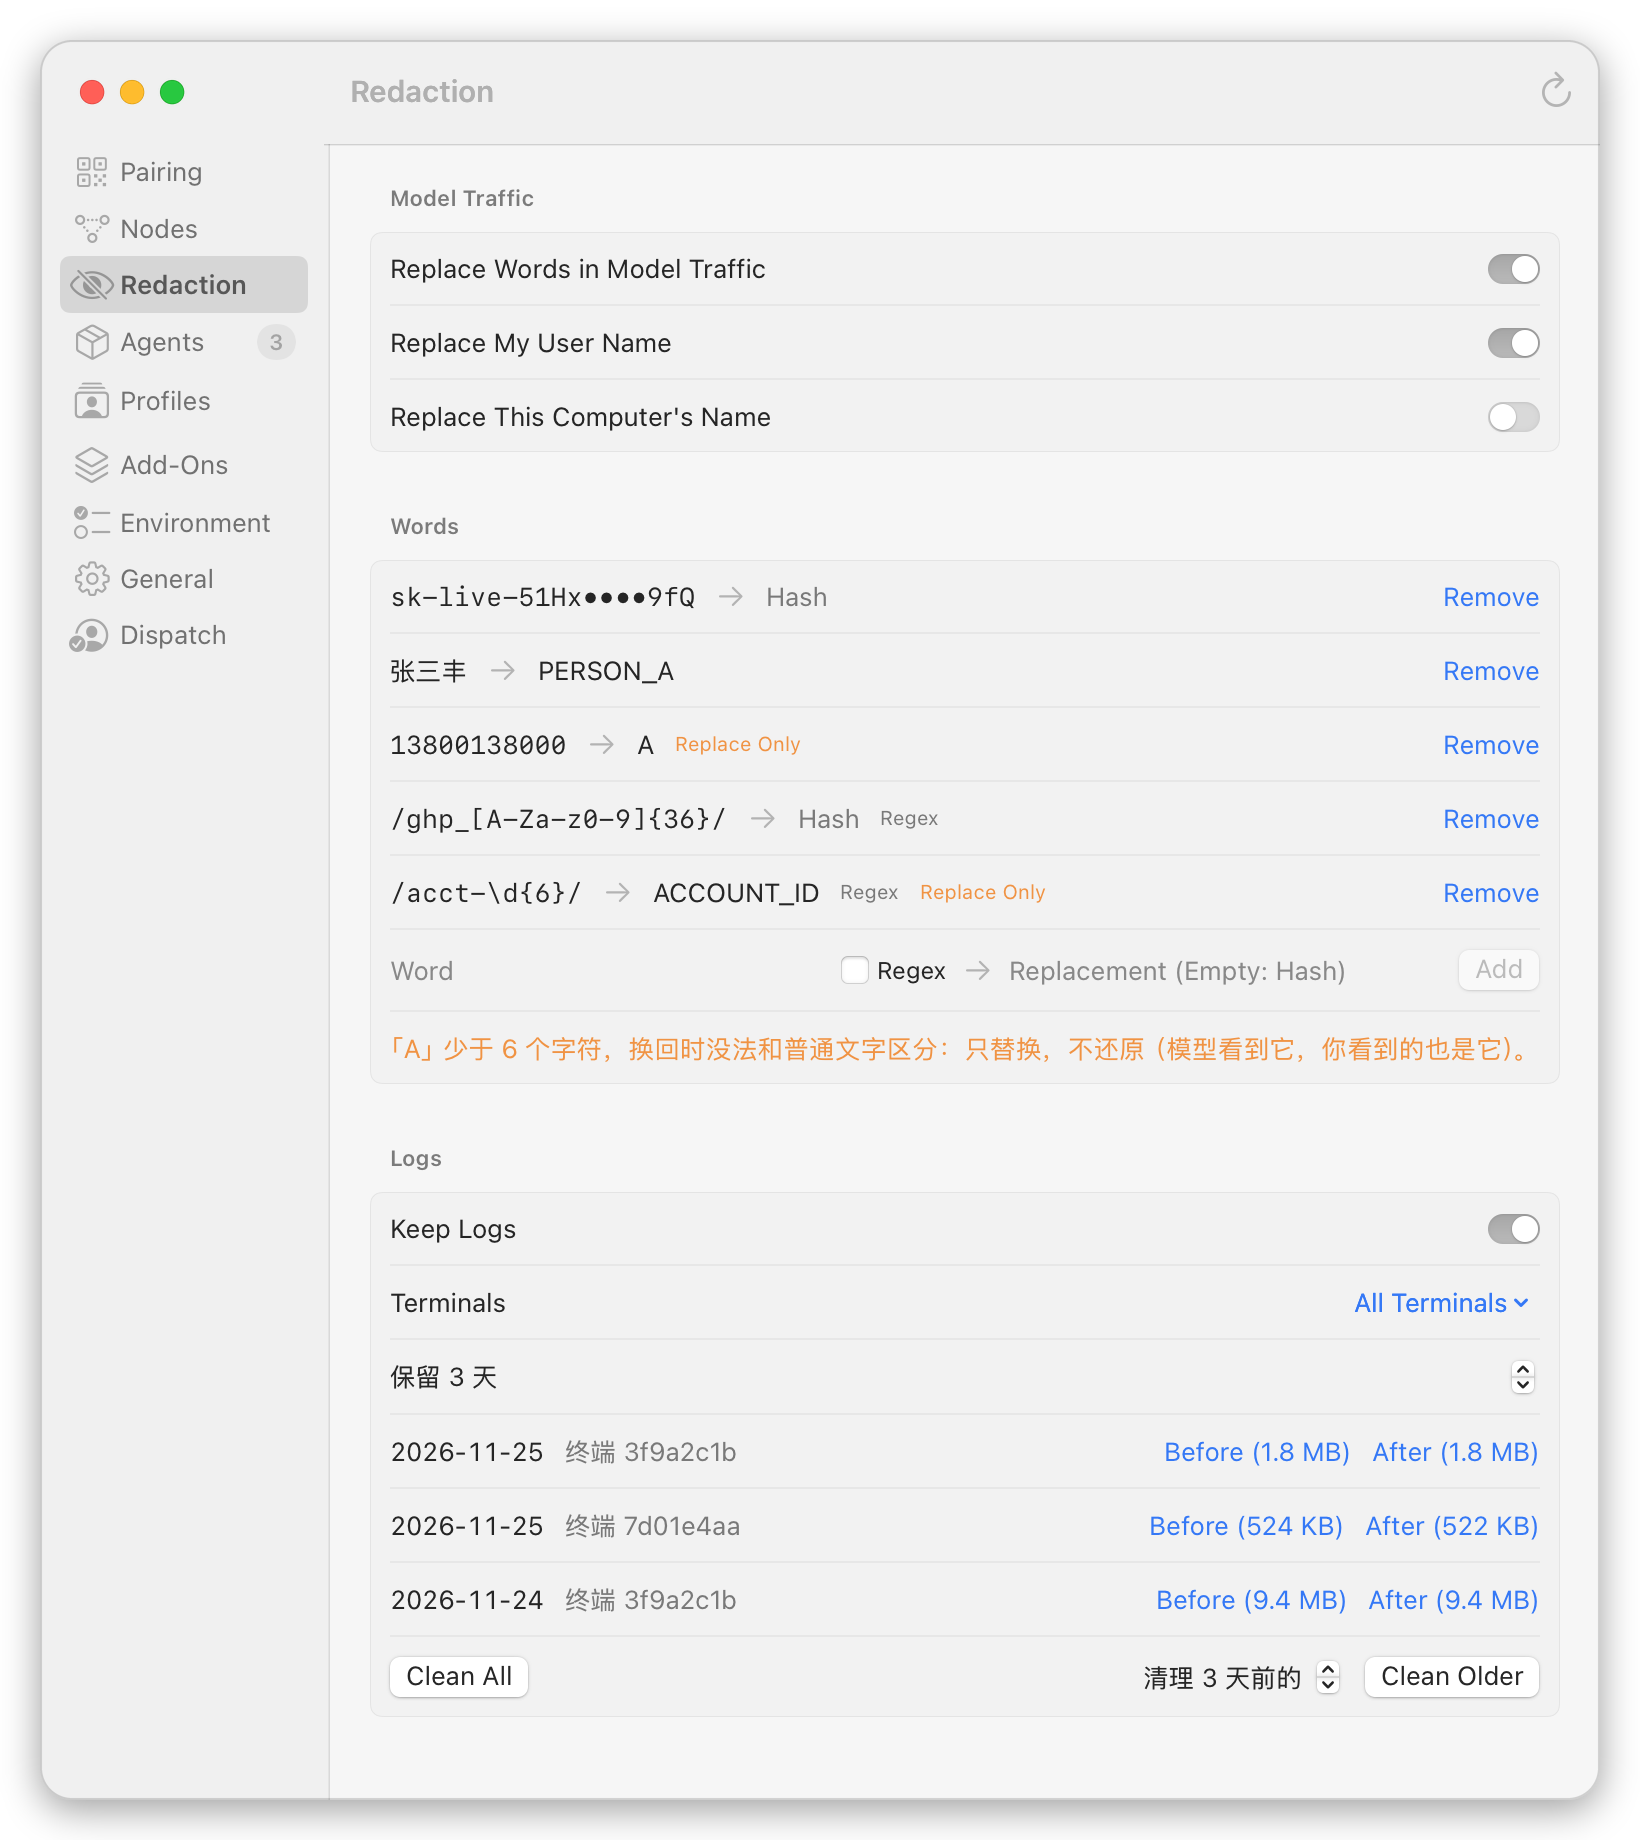 Redaction
Pairing
Nodes
Redaction
Agents 3
Profiles
Add-Ons
Environment
General
Dispatch
Model Traffic
Replace Words in Model Traffic
Replace My User Name
Replace This Computer's Name
Words
sk-live-51Hx••••9fQ → Hash Remove
张三丰 → PERSON_A Remove
13800138000 → A Replace Only Remove
/ghp_[A-Za-z0-9]{36}/ → Hash Regex Remove
/acct-\d{6}/ → ACCOUNT_ID Regex Replace Only Remove
Word Regex → Replacement (Empty: Hash) Add
「A」少于 6 个字符，换回时没法和普通文字区分：只替换，不还原（模型看到它，你看到的也是它）。
Logs
Keep Logs
Terminals All Terminals
保留 3 天
2026-11-25 终端 3f9a2c1b Before (1.8 MB) After (1.8 MB)
2026-11-25 终端 7d01e4aa Before (524 KB) After (522 KB)
2026-11-24 终端 3f9a2c1b Before (9.4 MB) After (9.4 MB)
Clean All 清理 3 天前的 Clean Older